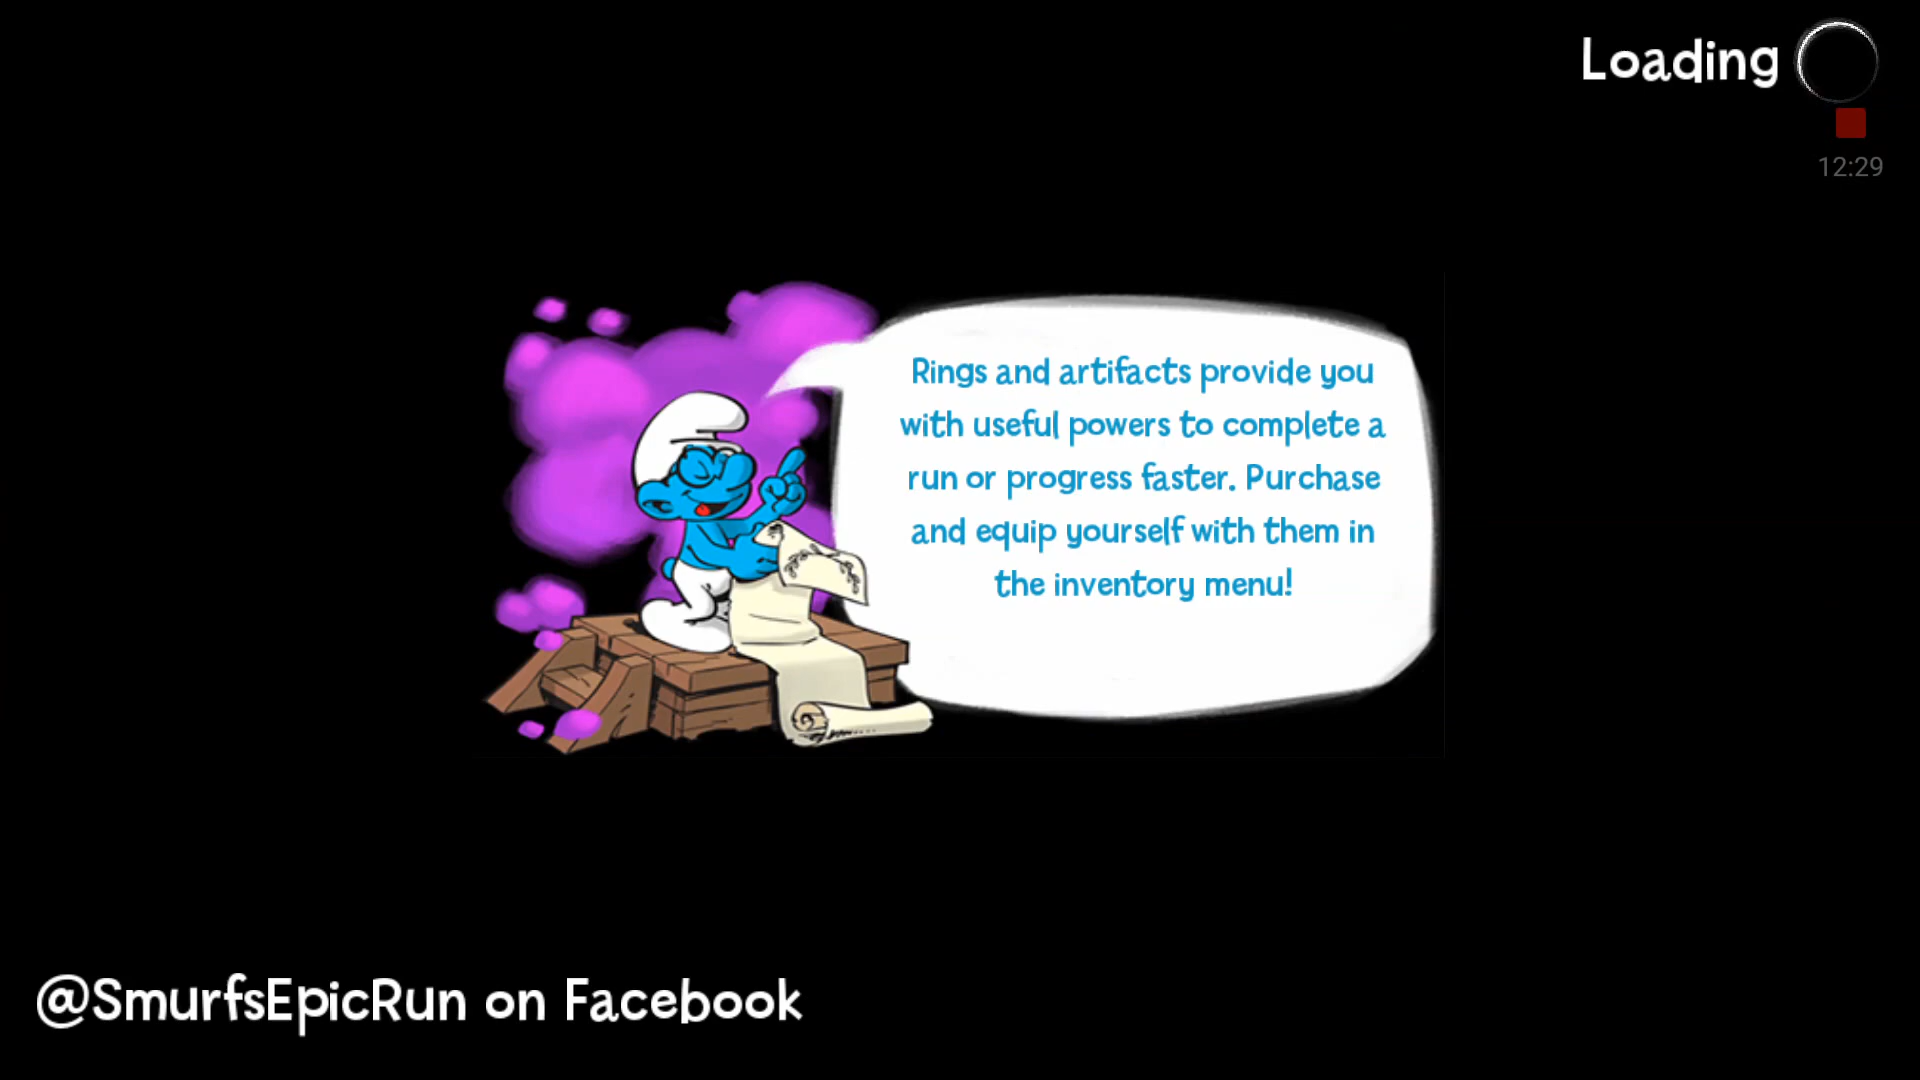 Loading
12:29
Rings and artifacts provide you
with useful powers to complete a
run or progress faster. Purchase
and equip yourself with them in
the inventory menu!
@SmurfsEpicRun on Facebook